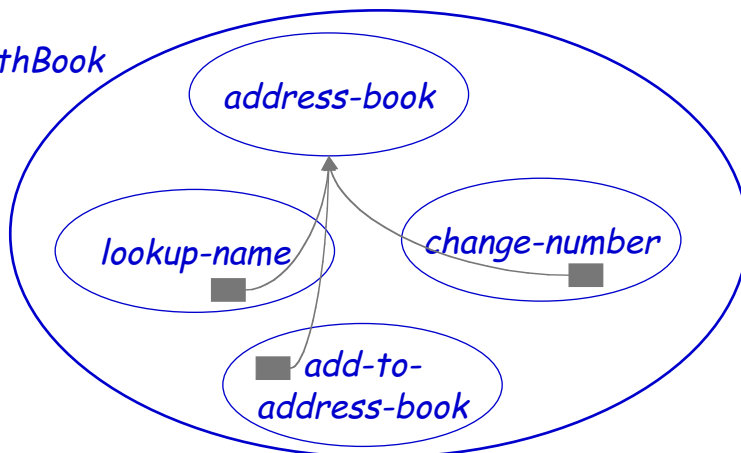 thBook
address-book
lookup-name
change-number
add-to-
address-book